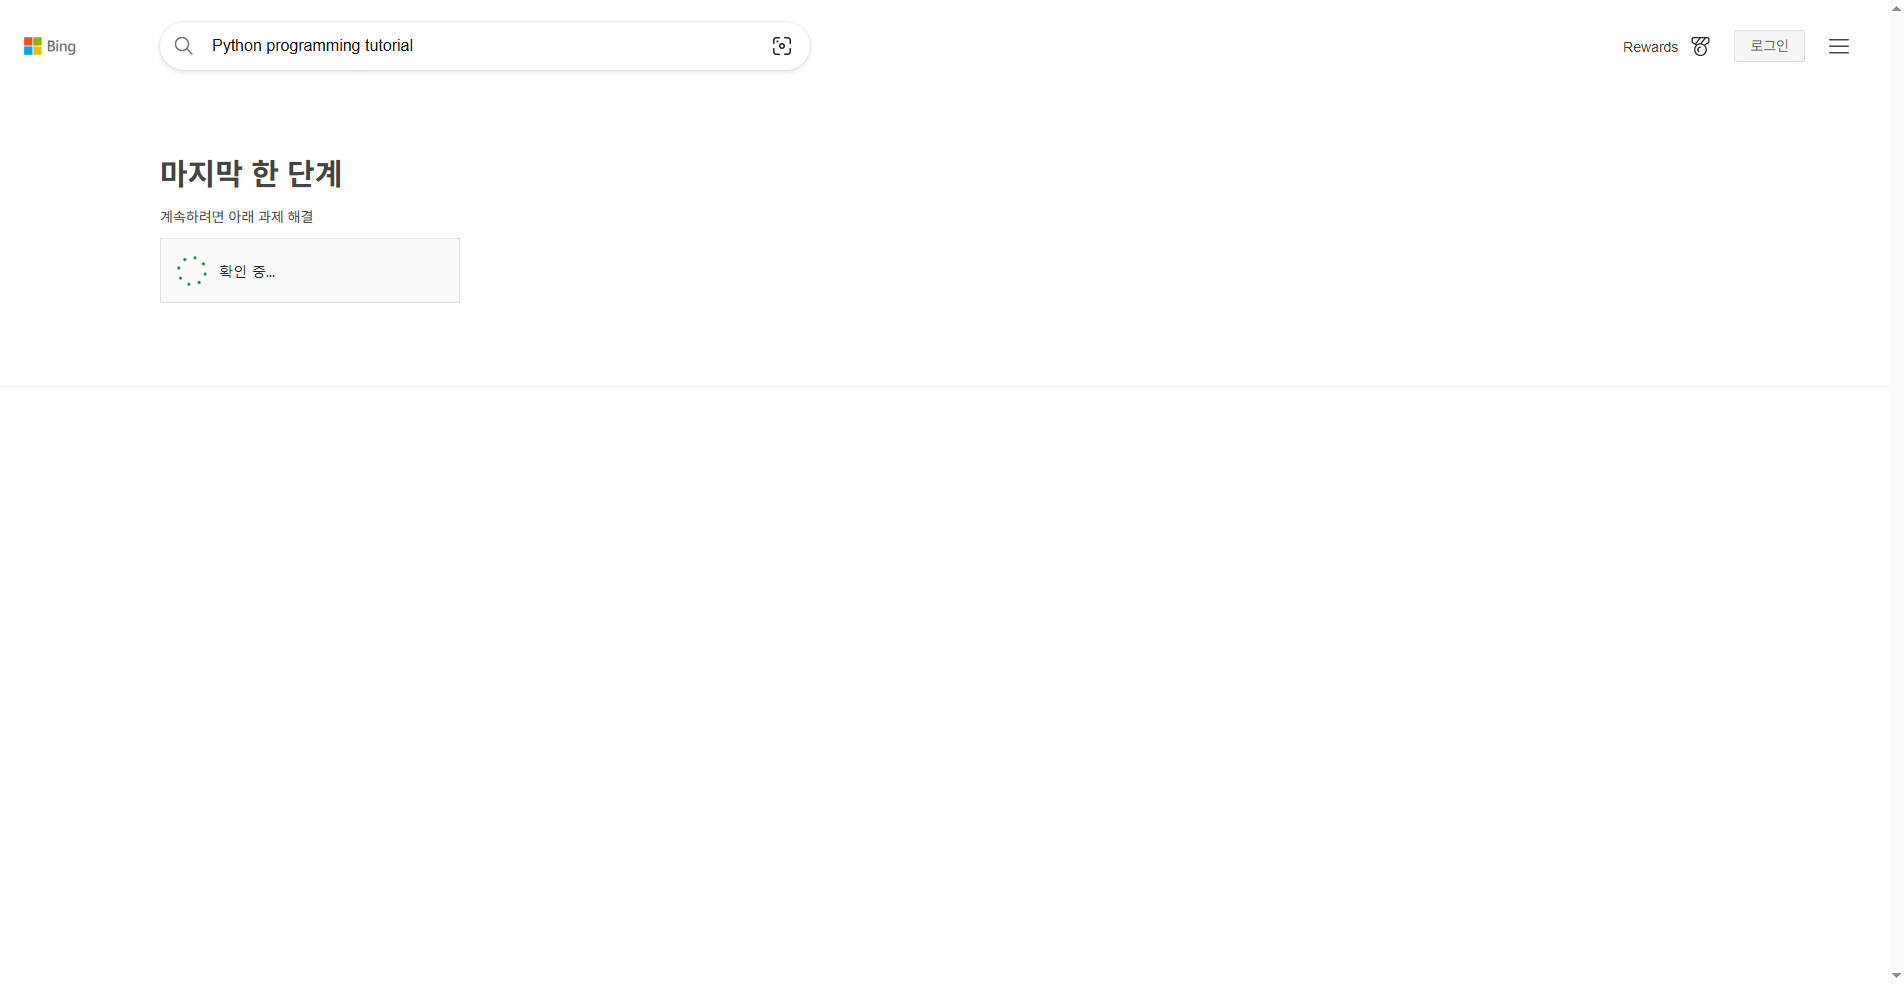 Bing
Python programming tutorial
Rewards
로그인
마지막 한 단계
계속하려면 아래 과제 해결
확인 중...